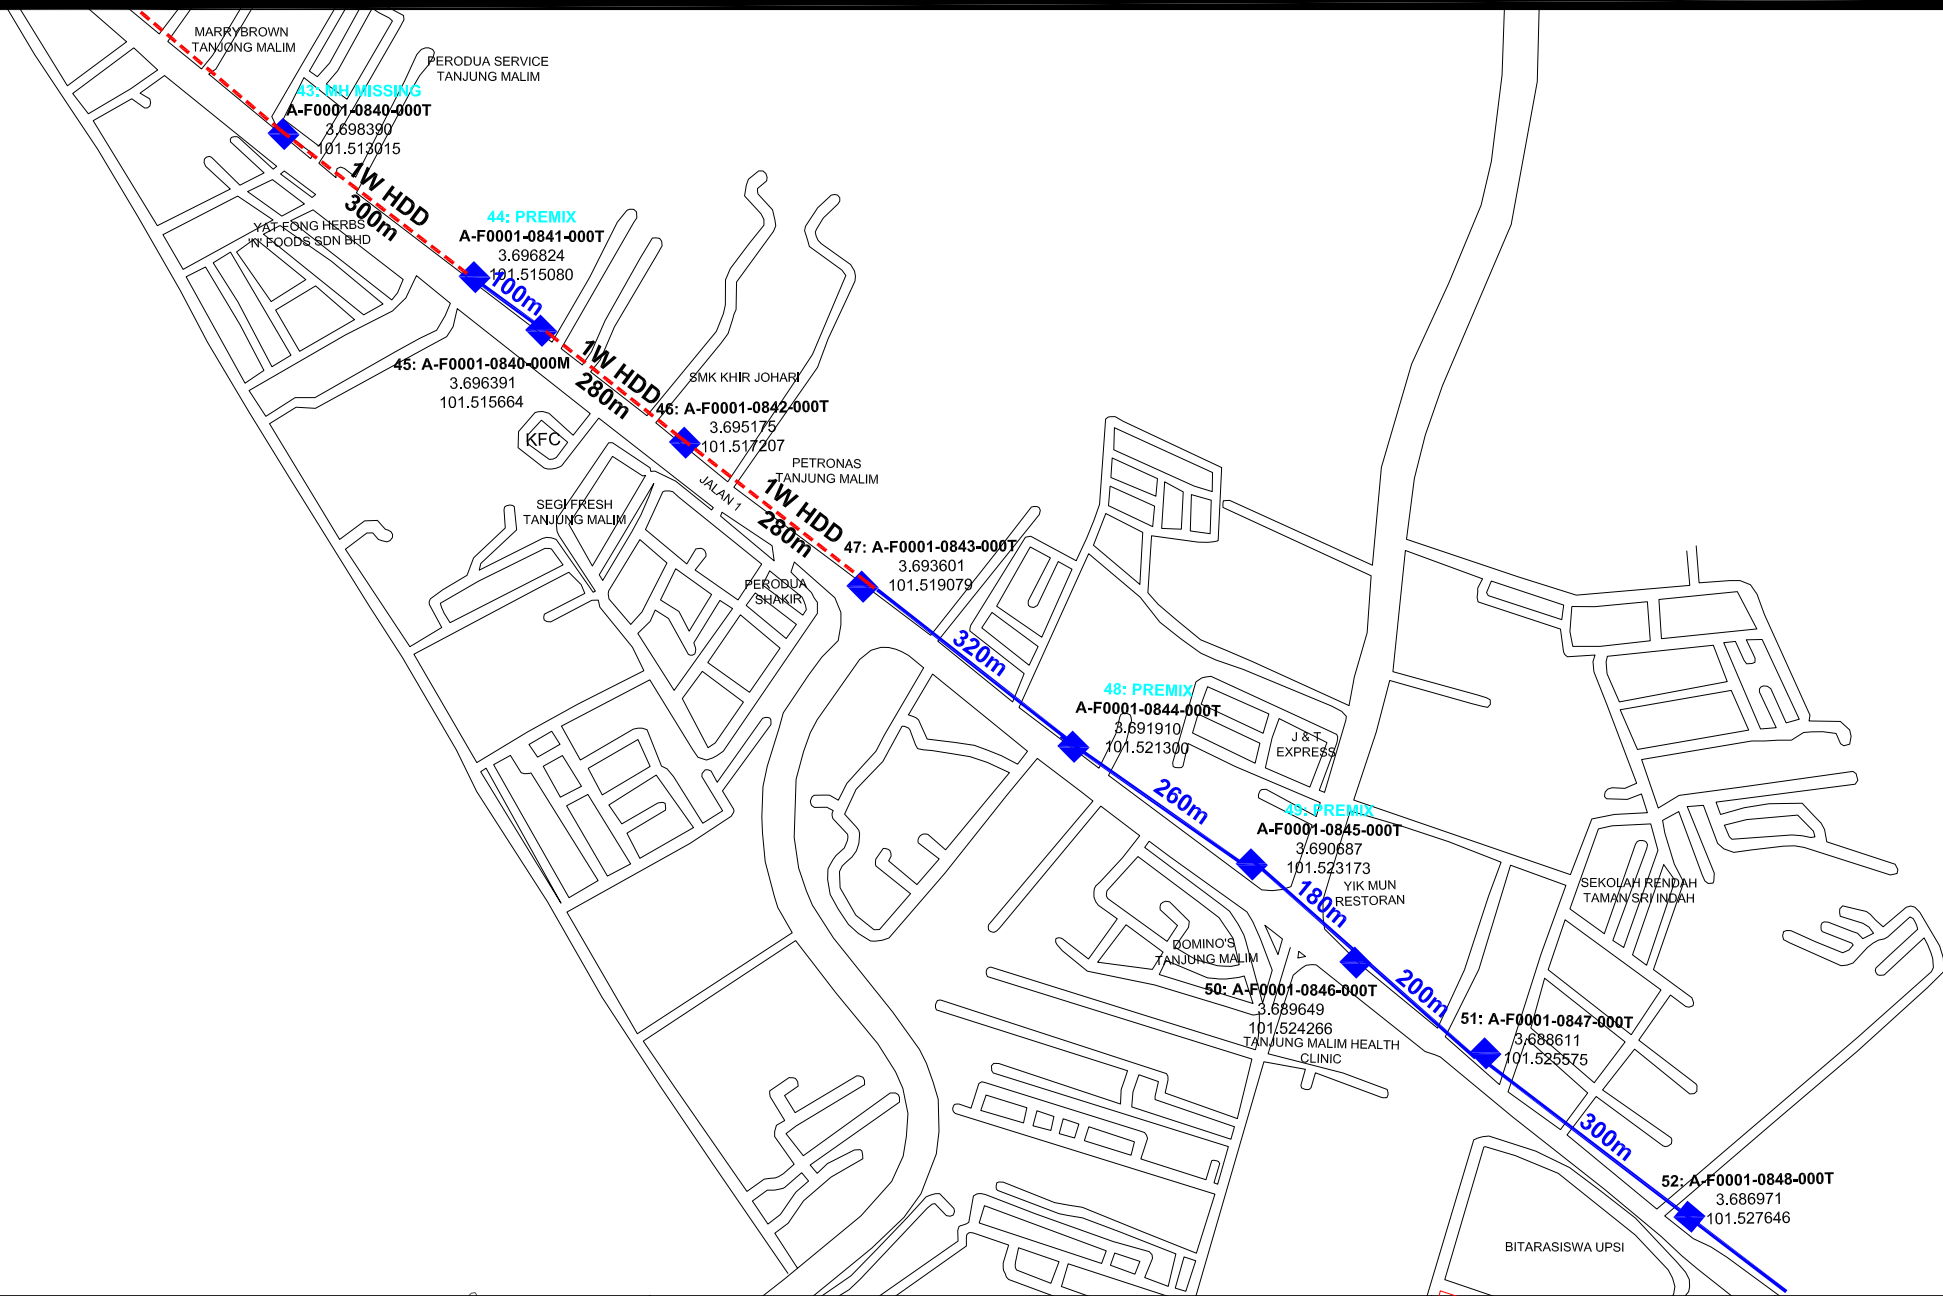 MARRYBROWN
TANJONG MALIM
PERODUA SERVICE
TANJUNG MALIM
43: MH MISSING
A-F0001-0840-000T
3.698390
101.513015
1W HDD
300m
YAT FONG HERBS
'N' FOODS SDN BHD
44: PREMIX
A-F0001-0841-000T
3.696824
101.515080
100m
45: A-F0001-0840-000M
3.696391
101.515664
1W HDD
280m
SMK KHIR JOHARI
46: A-F0001-0842-000T
3.695175
101.517207
KFC
PETRONAS
TANJUNG MALIM
JALAN 1
1W HDD
280m
SEGI FRESH
TANJUNG MALIM
47: A-F0001-0843-000T
3.693601
101.519079
PERODUA
SHAKIR
320m
48: PREMIX
A-F0001-0844-000T
3.691910
101.521300
J & T
EXPRESS
260m
49: PREMIX
A-F0001-0845-000T
3.690687
101.523173
YIK MUN
RESTORAN
180m
SEKOLAH RENDAH
TAMAN SRI INDAH
DOMINO'S
TANJUNG MALIM
50: A-F0001-0846-000T
3.689649
101.524266
TANJUNG MALIM HEALTH
CLINIC
200m
51: A-F0001-0847-000T
3.688611
101.525575
300m
52: A-F0001-0848-000T
3.686971
101.527646
BITARASISWA UPSI